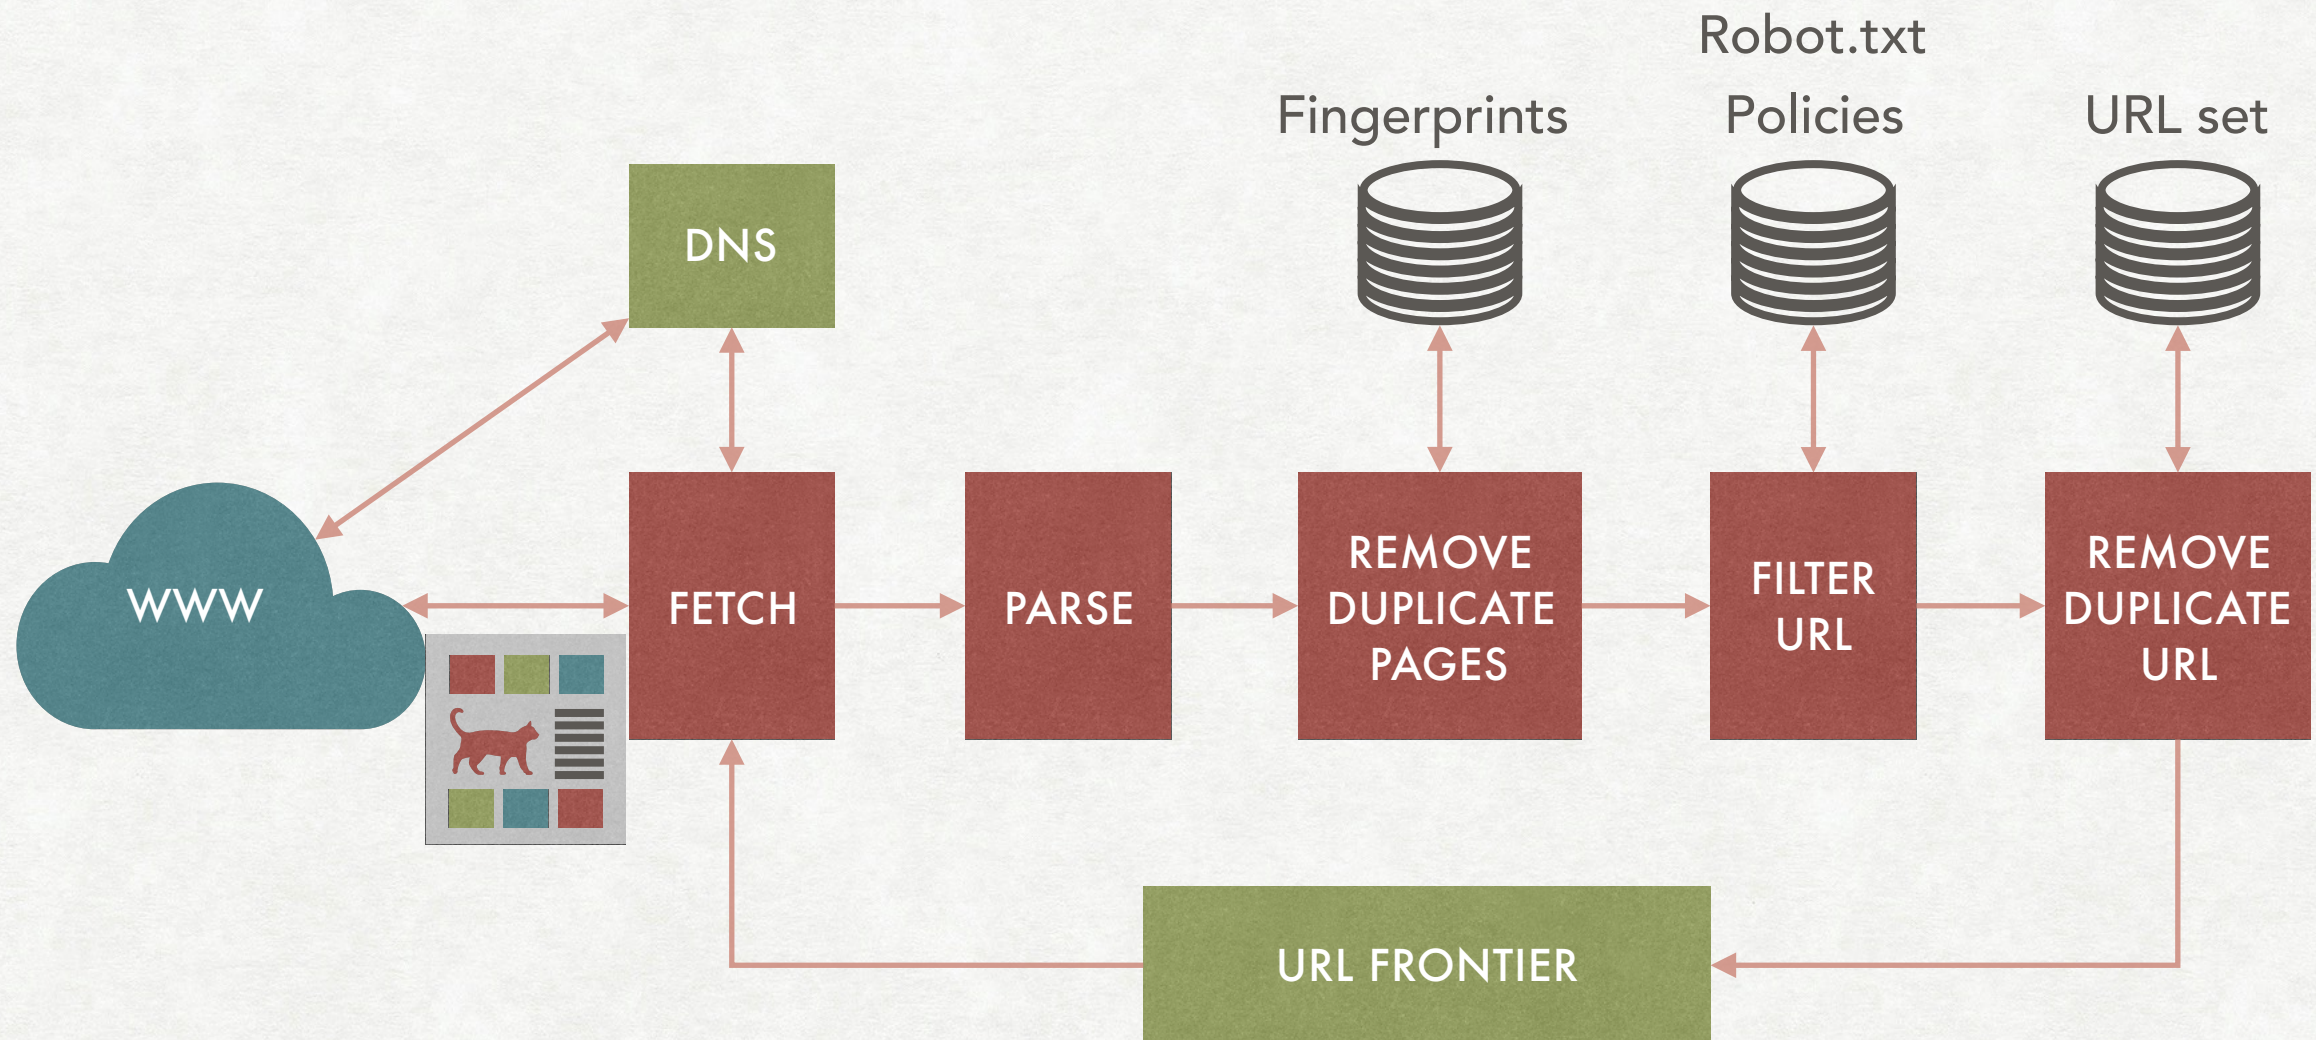 Robot.txt
Fingerprints
Policies
URL set
DNS
WWW
FETCH
PARSE
REMOVE
DUPLICATE
PAGES
FILTER
URL
REMOVE
DUPLICATE
URL
URL FRONTIER